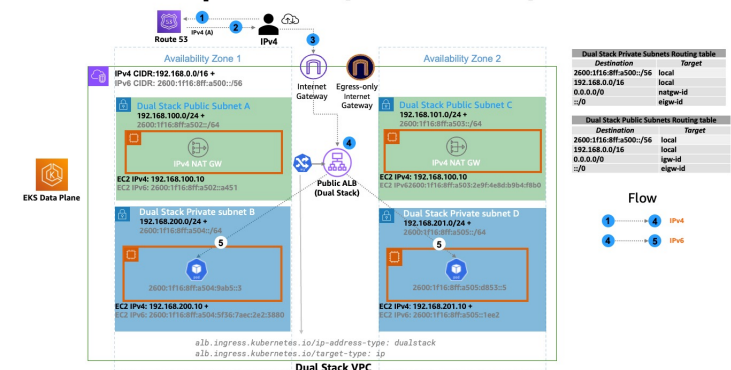 1
2
Route 53
IPv4 (A)
IPv4
3
Availability Zone 1
Availability Zone 2
IPv4 CIDR:192.168.0.0/16 +
IPv6 CIDR: 2600:1f16:8ff:a500::/56
Internet
Gateway
Egress-only
Internet
Gateway
Dual Stack Public Subnet A
192.168.100.0/24 +
2600:1f16:8ff:a502::/64
IPv4 NAT GW
EC2 IPv4: 192.168.100.10
EC2 IPv6: 2600:1f16:8ff:a502::a451
Dual Stack Public Subnet C
192.168.101.0/24 +
2600:1f16:8ff:a503::/64
IPv4 NAT GW
EC2 IPv4: 192.168.100.10
EC2 IPv62600:1f16:8ff:a503:2e9f:4e8d:b9b4:f8b0
4
Public ALB
(Dual Stack)
EKS Data Plane
Dual Stack Private subnet B
192.168.200.0/24 +
2600:1f16:8ff:a504::/64
5
2600:1f16:8ff:a504:9ab5::5
EC2 IPv4: 192.168.200.10 +
EC2 IPv6: 2600:1f16:8ff:a504:5f36:7aec:2e2:3880
Dual Stack Private subnet D
192.168.201.0/24 +
2600:1f16:8ff:a505::/64
5
2600:1f16:8ff:a505:d853::5
EC2 IPv4: 192.168.201.10 +
EC2 IPv6: 2600:1f16:8ff:a505::1ee2
alb.ingress.kubernetes.io/ip-address-type: dualstack
alb.ingress.kubernetes.io/target-type: ip
Dual Stack VPC
Dual Stack Private Subnets Routing table
Destination Target
2600:1f16:8ff:a500::/56 local
192.168.0.0/16 local
0.0.0.0/0 natgw-id
::/0 eigw-id
Dual Stack Public Subnets Routing table
Destination Target
2600:1f16:8ff:a500::/56 local
192.168.0.0/16 local
0.0.0.0/0 igw-id
::/0 eigw-id
Flow
1 4 IPv4
4 5 IPv6